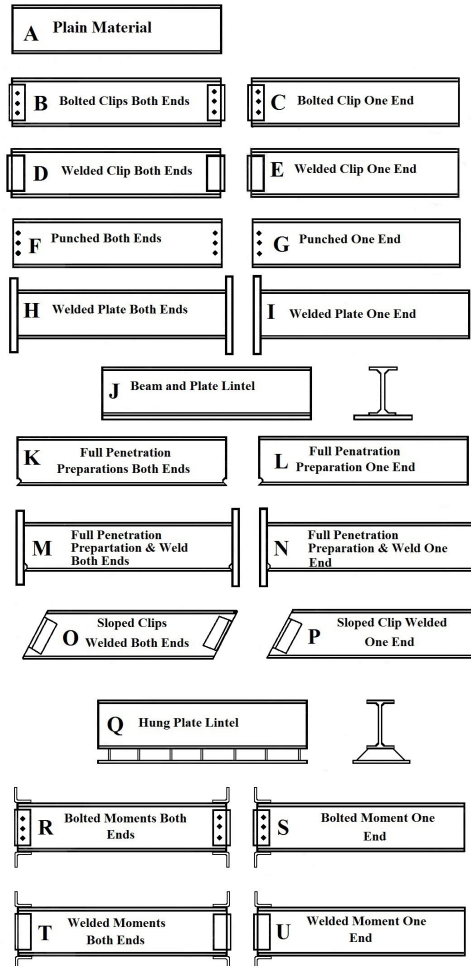 A Plain Material
B Bolted Clips Both Ends
C Bolted Clip One End
D Welded Clip Both Ends
E Welded Clip One End
F Punched Both Ends
G Punched One End
H Welded Plate Both Ends
I Welded Plate One End
J Beam and Plate Lintel
K Full Penetration
Preparations Both Ends
L Full Penatration
Preparation One End
M Full Penetration
Prepartation & Weld
Both Ends
N Full Penetration
Preparation & Weld One
End
O Sloped Clips
Welded Both Ends
P Sloped Clip Welded
One End
Q Hung Plate Lintel
R Bolted Moments Both
Ends
S Bolted Moment One
End
T Welded Moments
Both Ends
U Welded Moment One
End